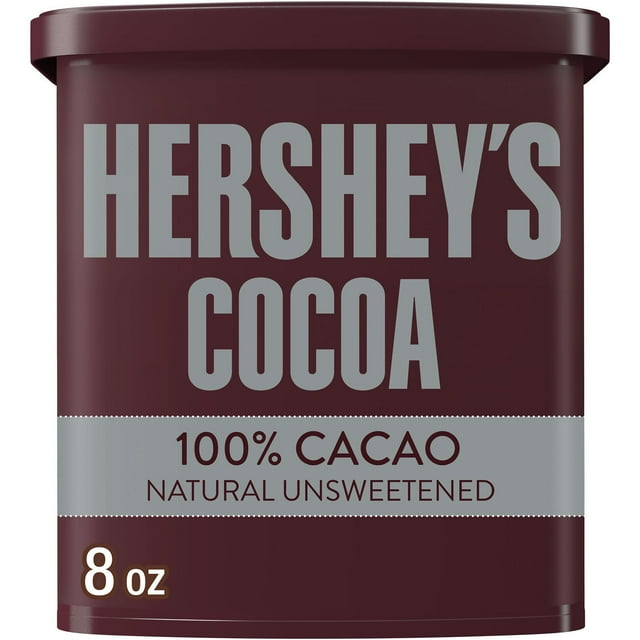 HERSHEY'S
COCOA
100% CACAO
NATURAL UNSWEETENED
8 OZ